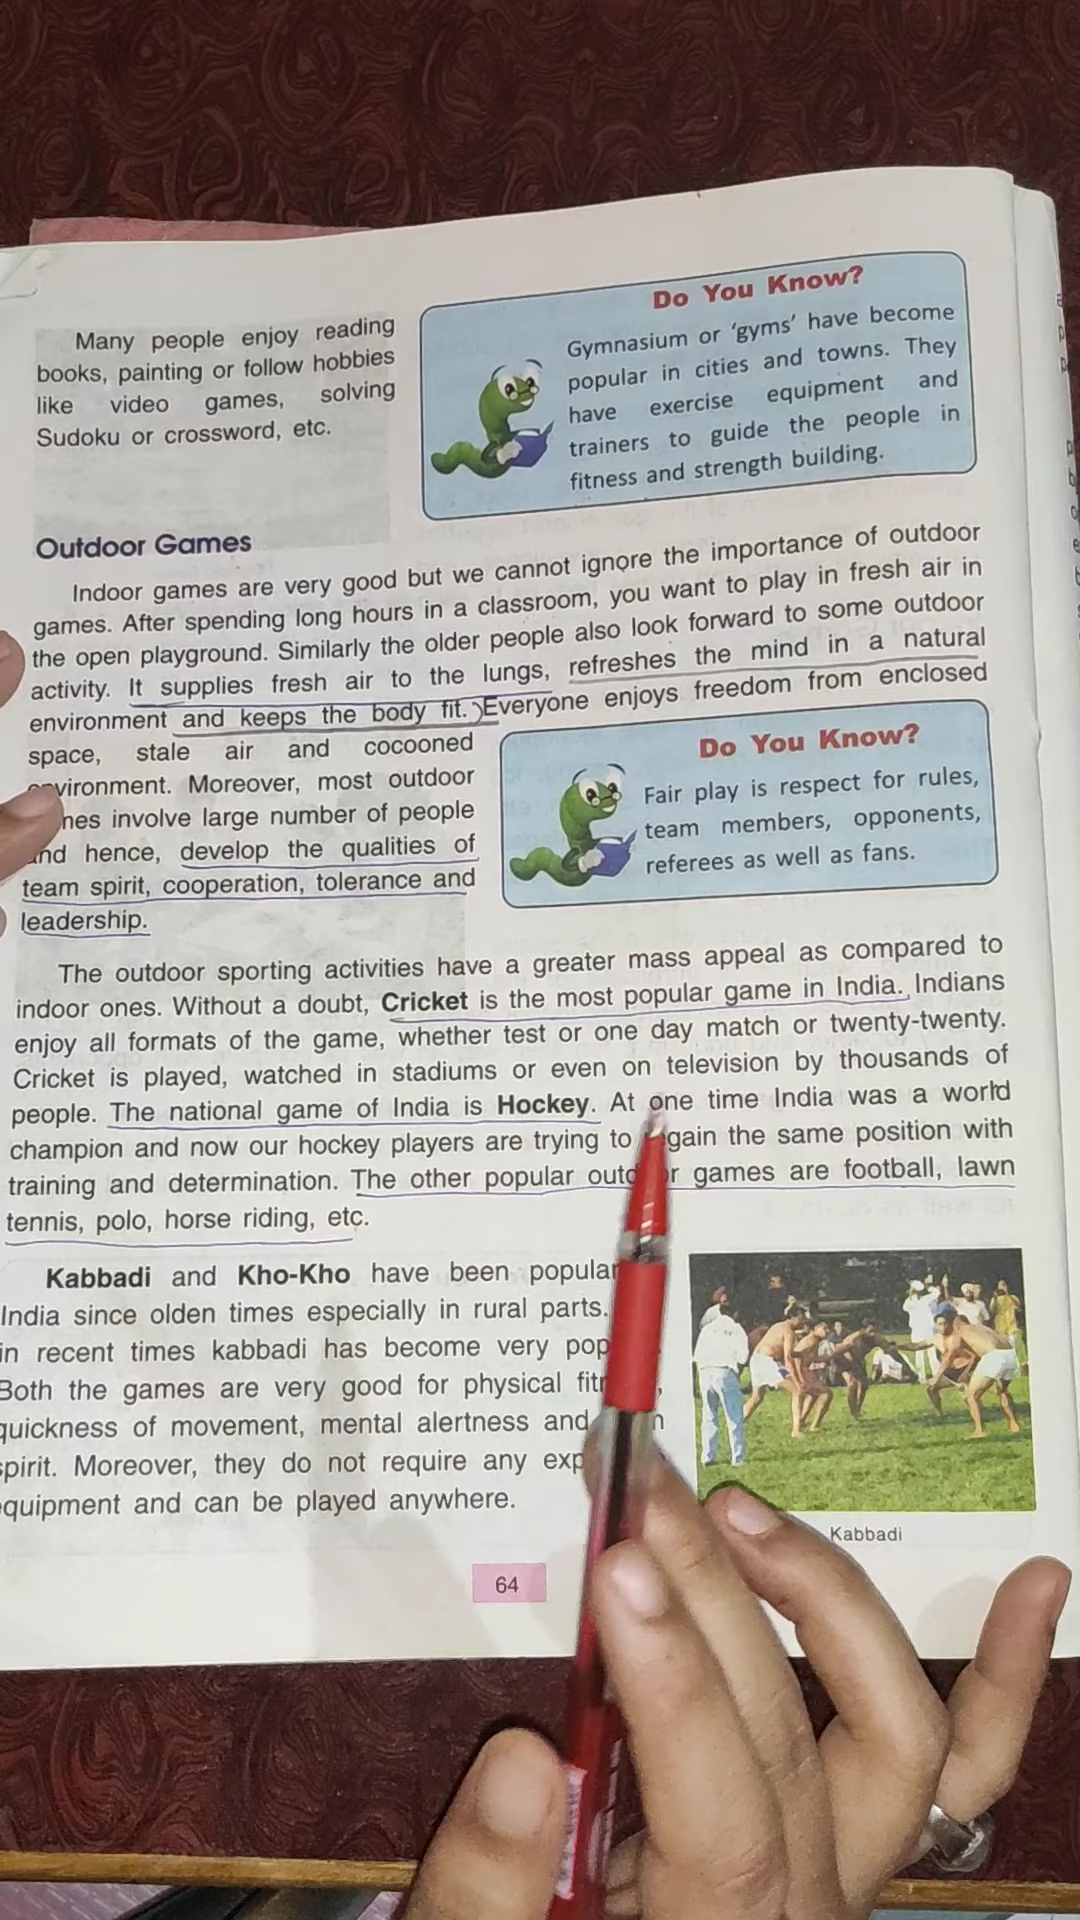 Many people enjoy reading
books, painting or follow hobbies
like video games, solving
Sudoku or crossword, etc.
Do You Know?
Gymnasium or 'gyms' have become
popular in cities and towns. They
have exercise equipment and
trainers to guide the people in
fitness and strength building.
Outdoor Games
Indoor games are very good but we cannot ignore the importance of outdoor
games. After spending long hours in a classroom, you want to play in fresh air in
the open playground. Similarly the older people also look forward to some outdoor
activity. It supplies fresh air to the lungs, refreshes the mind in a natural
environment and keeps the body fit. Everyone enjoys freedom from enclosed
space, stale air and cocooned
environment. Moreover, most outdoor
involve large number of people
and hence, develop the qualities of
team spirit, cooperation, tolerance and
leadership.
Do You Know?
Fair play is respect for rules,
team members, opponents,
referees as well as fans.
The outdoor sporting activities have a greater mass appeal as compared to
indoor ones. Without a doubt, Cricket is the most popular game in India. Indians
enjoy all formats of the game, whether test or one day match or twenty-twenty.
Cricket is played, watched in stadiums or even on television by thousands of
people. The national game of India is Hockey. At one time India was a world
champion and now our hockey players are trying to gain the same position with
training and determination. The other popular outdoor games are football, lawn
tennis, polo, horse riding, etc.
Kabbadi and Kho-Kho have been popular
India since olden times especially in rural parts.
in recent times kabbadi has become very
Both the games are very good for physical
quickness of movement, mental alertness and
spirit. Moreover, they do not require any
equipment and can be played anywhere.
Kabbadi
64